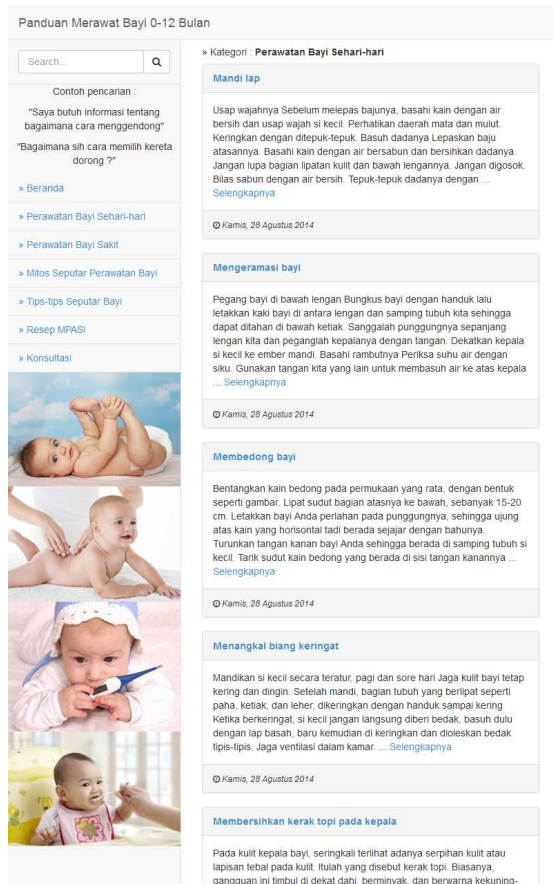 Panduan Merawat Bayi 0-12 Bulan
Search...
Contoh pencarian :
"Saya butuh informasi tentang
bagaimana cara menggendong"
"Bagaimana sih cara memilih kereta
dorong ?"
» Beranda
» Perawatan Bayi Sehari-hari
» Perawatan Bayi Sakit
» Mitos Seputar Perawatan Bayi
» Tips-tips Seputar Bayi
» Resep MPASI
» Konsultasi
» Kategori : Perawatan Bayi Sehari-hari
Mandi lap
Usap wajahnya Sebelum melepas bajunya, basahi kain dengan air
bersih dan usap wajah si kecil. Perhatikan daerah mata dan mulut.
Keringkan dengan ditepuk-tepuk. Basuh dadanya Lepaskan baju
atasannya. Basahi kain dengan air bersabun dan bersihkan dadanya.
Jangan lupa bagian lipatan kulit dan bawah lengannya. Jangan digosok.
Bilas sabun dengan air bersih. Tepuk-tepuk dadanya dengan ...
Selengkapnya
Kamis, 28 Agustus 2014
Mengeramasi bayi
Pegang bayi di bawah lengan Bungkus bayi dengan handuk lalu
letakkan kaki bayi di antara lengan dan samping tubuh kita sehingga
dapat ditahan di bawah ketiak. Sanggalah punggungnya sepanjang
lengan kita dan peganglah kepalanya dengan tangan. Dekatkan kepala
si kecil ke ember mandi. Basahi rambutnya Periksa suhu air dengan
siku. Gunakan tangan kita yang lain untuk membasuh air ke atas kepala
... Selengkapnya
Kamis, 28 Agustus 2014
Membedong bayi
Bentangkan kain bedong pada permukaan yang rata, dengan bentuk
seperti gambar. Lipat sudut bagian atasnya ke bawah, sebanyak 15-20
cm. Letakkan bayi Anda perlahan pada punggungnya, sehingga ujung
atas kain yang horisontal tadi berada sejajar dengan bahunya.
Turunkan tangan kanan bayi Anda sehingga berada di samping tubuh si
kecil. Tarik sudut kain bedong yang berada di sisi tangan kanannya ...
Selengkapnya
Kamis, 28 Agustus 2014
Menangkal biang keringat
Mandikan si kecil secara teratur, pagi dan sore hari Jaga kulit bayi tetap
kering dan dingin. Setelah mandi, bagian tubuh yang berlipat seperti
paha, ketiak, dan leher, dikeringkan dengan handuk sampai kering
Ketika berkeringat, si kecil jangan langsung diberi bedak, basuh dulu
dengan lap basah, baru kemudian di keringkan dan dioleskan bedak
tipis-tipis. Jaga ventilasi dalam kamar. ... Selengkapnya
Kamis, 28 Agustus 2014
Membersihkan kerak topi pada kepala
Pada kulit kepala bayi, seringkali terlihat adanya serpihan kulit atau
lapisan tebal pada kulit. Itulah yang disebut kerak topi. Biasanya,
gangguan ini timbul di dekat dahi, berminyak, dan berwarna kekuning-